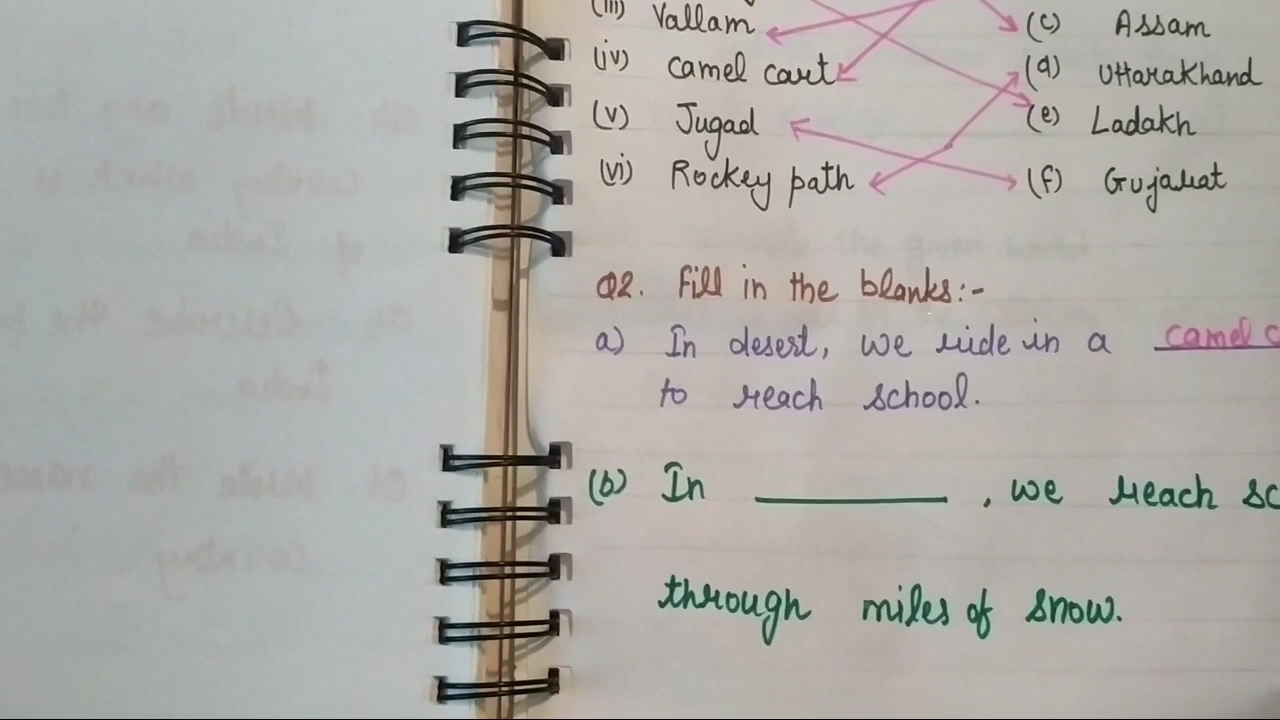 (iii) Vallam (c) Assam
(iv) camel cart (d) Uttarakhand
(v) Jugad (e) Ladakh
(vi) Rockey path (f) Gujarat
Q2. Fill in the blanks:-
a) In desert, we ride in a camel c
to reach school.
(b) In ________ , we reach sc
through miles of snow.